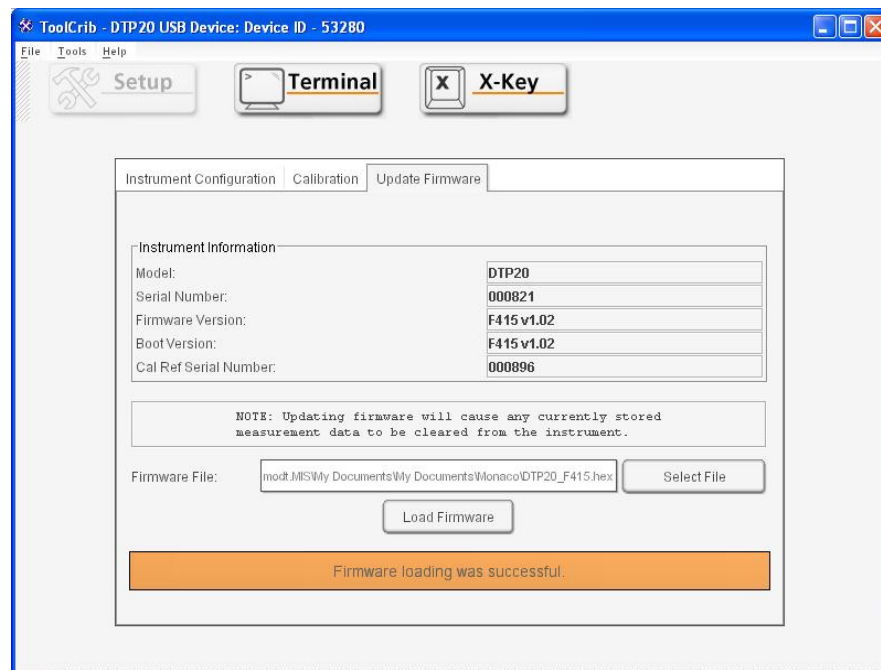 ToolCrib - DTP20 USB Device: Device ID - 53280
File Tools Help
Setup Terminal X X-Key
Instrument Configuration Calibration Update Firmware
Instrument Information
Model: DTP20
Serial Number: 000821
Firmware Version: F415 v1.02
Boot Version: F415 v1.02
Cal Ref Serial Number: 000896
NOTE: Updating firmware will cause any currently stored
measurement data to be cleared from the instrument.
Firmware File: modt.MIS\My Documents\My Documents\Monaco\DTP20_F415.hex Select File
Load Firmware
Firmware loading was successful.